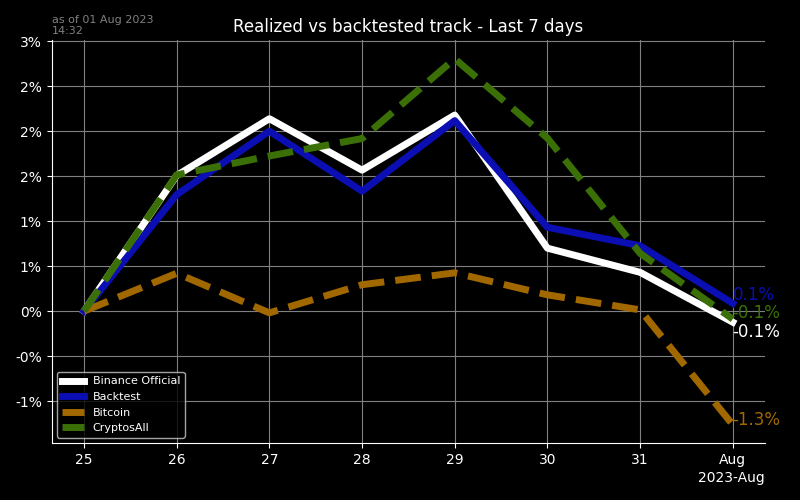 as of 01 Aug 2023
14:32
Realized vs backtested track - Last 7 days
3%
2%
2%
2%
1%
1%
0%
-0%
-1%
0.1%
-0.1%
-0.1%
-1.3%
Binance Official
Backtest
Bitcoin
CryptosAll
25 26 27 28 29 30 31 Aug
2023-Aug